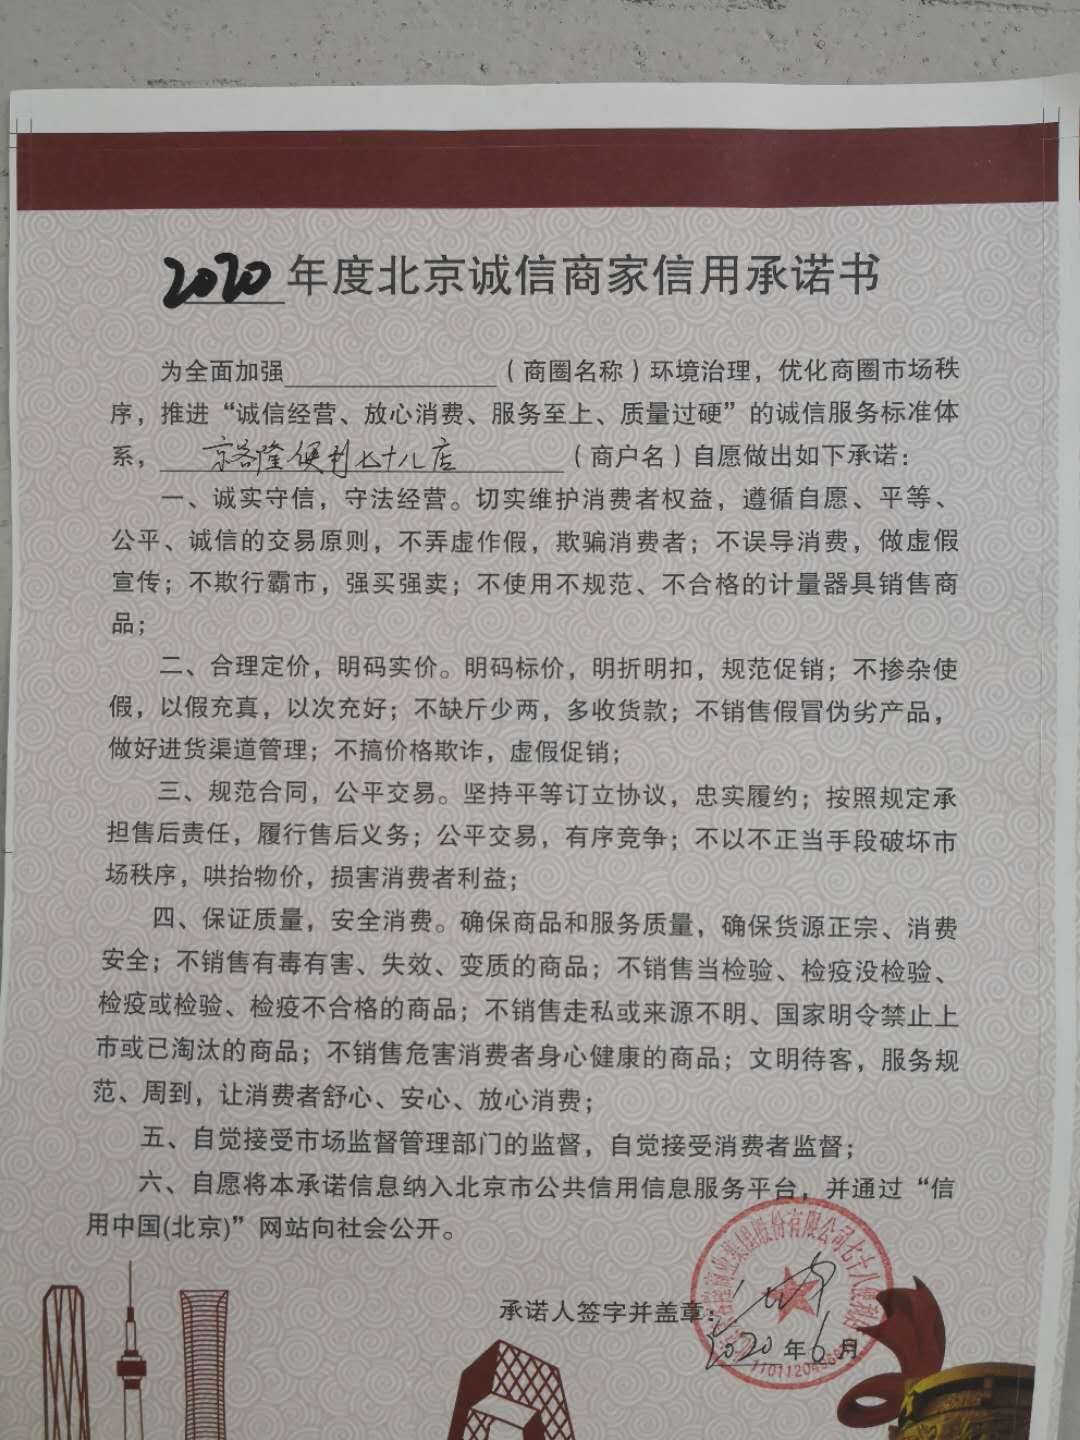 2020年度北京诚信商家信用承诺书
为全面加强（商圈名称）环境治理，优化商圈市场秩
序，推进“诚信经营、放心消费、服务至上、质量过硬”的诚信服务标准体
系，京客隆便利七十八店（商户名）自愿做出如下承诺：
一、诚实守信，守法经营。切实维护消费者权益，遵循自愿、平等、
公平、诚信的交易原则，不弄虚作假，欺骗消费者；不误导消费，做虚假
宣传；不欺行霸市，强买强卖；不使用不规范、不合格的计量器具销售商
品；
二、合理定价，明码实价。明码标价，明折明扣，规范促销；不掺杂使
假，以假充真，以次充好；不缺斤少两，多收货款；不销售假冒伪劣产品，
做好进货渠道管理；不搞价格欺诈，虚假促销；
三、规范合同，公平交易。坚持平等订立协议，忠实履约；按照规定承
担售后责任，履行售后义务；公平交易，有序竞争；不以不正当手段破坏市
场秩序，哄抬物价，损害消费者利益；
四、保证质量，安全消费。确保商品和服务质量，确保货源正宗、消费
安全；不销售有毒有害、失效、变质的商品；不销售当检验、检疫没检验、
检疫或检验、检疫不合格的商品；不销售走私或来源不明、国家明令禁止上
市或已淘汰的商品；不销售危害消费者身心健康的商品；文明待客，服务规
范、周到，让消费者舒心、安心、放心消费；
五、自觉接受市场监督管理部门的监督，自觉接受消费者监督；
六、自愿将本承诺信息纳入北京市公共信用信息服务平台，并通过“信
用中国(北京)”网站向社会公开。
商业集团股份有限公司七十八便利店
承诺人签字并盖章：
2020年6月